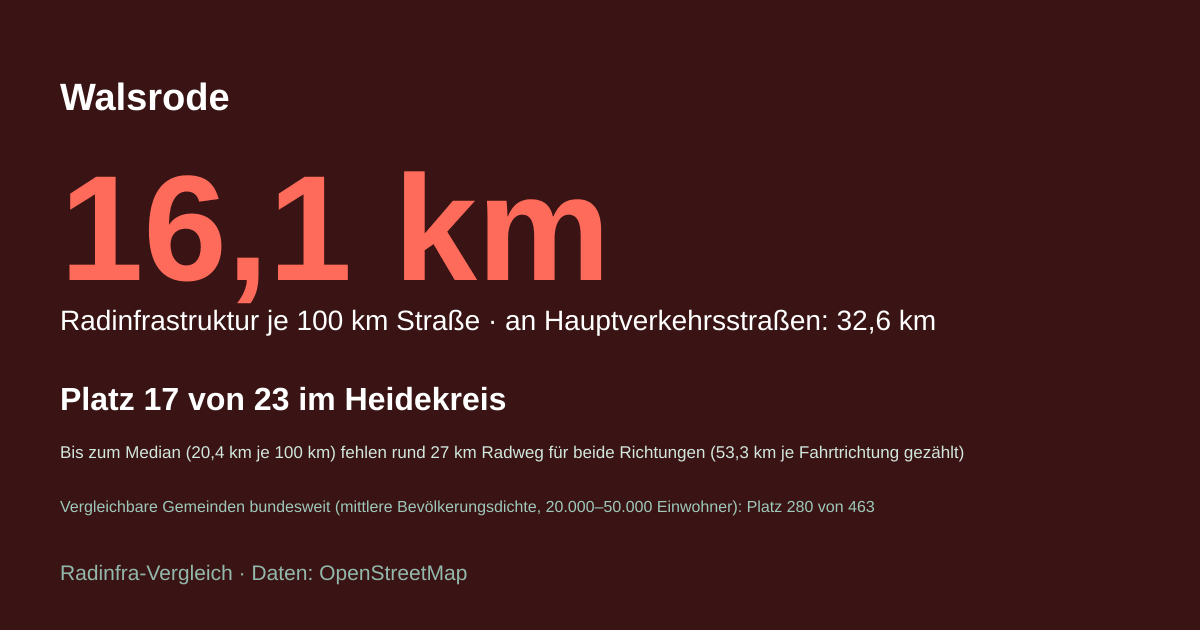 Walsrode
16,1 km
Radinfrastruktur je 100 km Straße · an Hauptverkehrsstraßen: 32,6 km
Platz 17 von 23 im Heidekreis
Bis zum Median (20,4 km je 100 km) fehlen rund 27 km Radweg für beide Richtungen (53,3 km je Fahrtrichtung gezählt)
Vergleichbare Gemeinden bundesweit (mittlere Bevölkerungsdichte, 20.000–50.000 Einwohner): Platz 280 von 463
Radinfra-Vergleich · Daten: OpenStreetMap